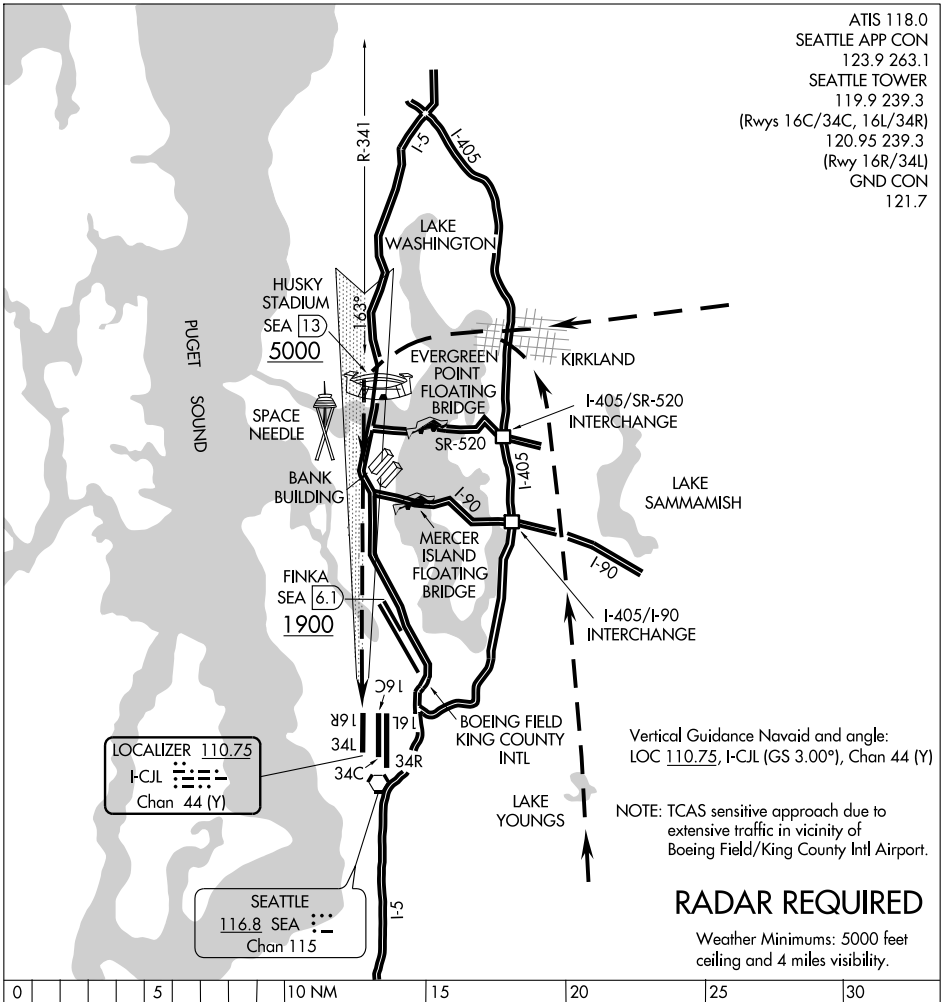 ATIS 118.0
SEATTLE APP CON
123.9 263.1
SEATTLE TOWER
119.9 239.3
(Rwys 16C/34C, 16L/34R)
120.95 239.3
(Rwy 16R/34L)
GND CON
121.7
R-341
I-5
I-405
LAKE
WASHINGTON
HUSKY
STADIUM
SEA 13
5000
163°
PUGET
SOUND
SPACE
NEEDLE
EVERGREEN
POINT
FLOATING
BRIDGE
KIRKLAND
I-405/SR-520
INTERCHANGE
SR-520
I-405
BANK
BUILDING
I-90
LAKE
SAMMAMISH
MERCER
ISLAND
FLOATING
BRIDGE
I-90
FINKA
SEA 6.1
1900
I-405/I-90
INTERCHANGE
16R
16C
16L
34L
34C
34R
BOEING FIELD
KING COUNTY
INTL
LOCALIZER 110.75
I-CJL
Chan 44 (Y)
LAKE
YOUNGS
Vertical Guidance Navaid and angle:
LOC 110.75, I-CJL (GS 3.00°), Chan 44 (Y)
NOTE: TCAS sensitive approach due to
extensive traffic in vicinity of
Boeing Field/King County Intl Airport.
SEATTLE
116.8 SEA
Chan 115
I-5
RADAR REQUIRED
Weather Minimums: 5000 feet
ceiling and 4 miles visibility.
0 5 10 NM 15 20 25 30